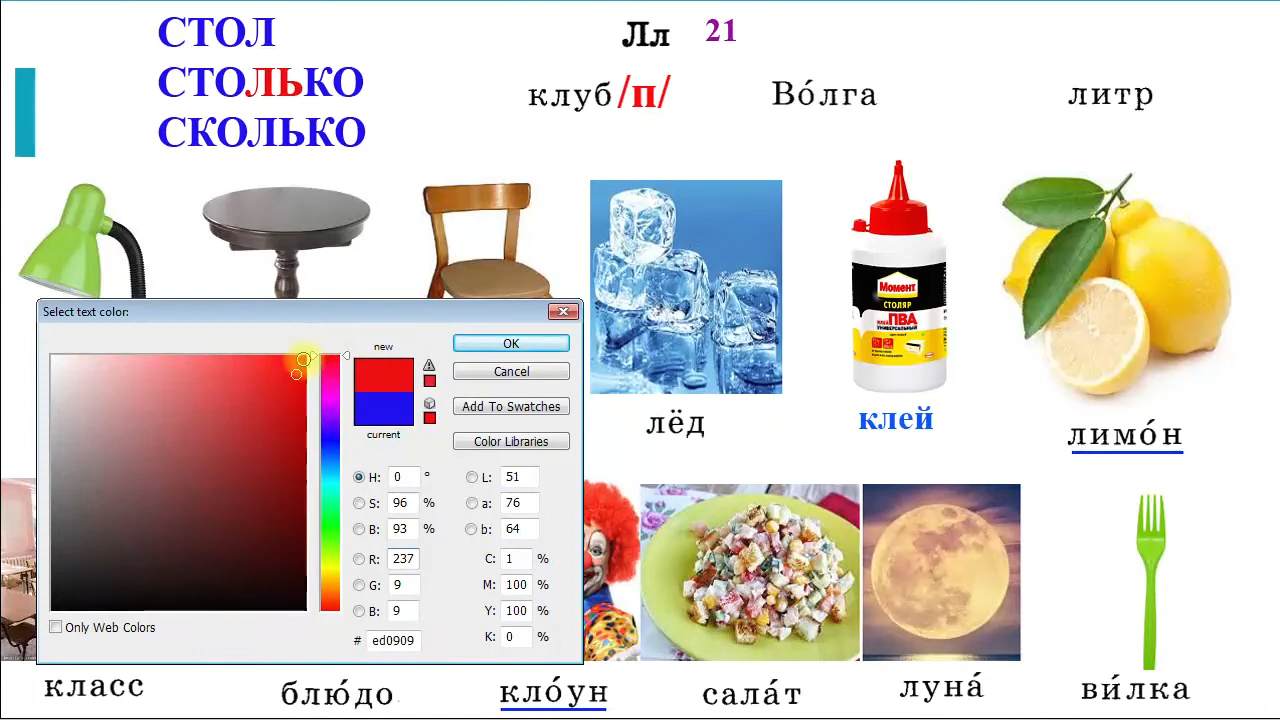 СТОЛ
СТОЛЬКО
СКОЛЬКО
Лл 21
клуб /п/
Во́лга
литр
Момент
СТОЛЯР
КЛЕЙ ПВА
УНИВЕРСАЛЬНЫЙ
лёд
клей
лимо́н
Select text color:
new
current
OK
Cancel
Add To Swatches
Color Libraries
H: 0 °
S: 96 %
B: 93 %
R: 237
G: 9
B: 9
# ed0909
L: 51
a: 76
b: 64
C: 1 %
M: 100 %
Y: 100 %
K: 0 %
Only Web Colors
класс
блю́до
кло́ун
сала́т
луна́
ви́лка